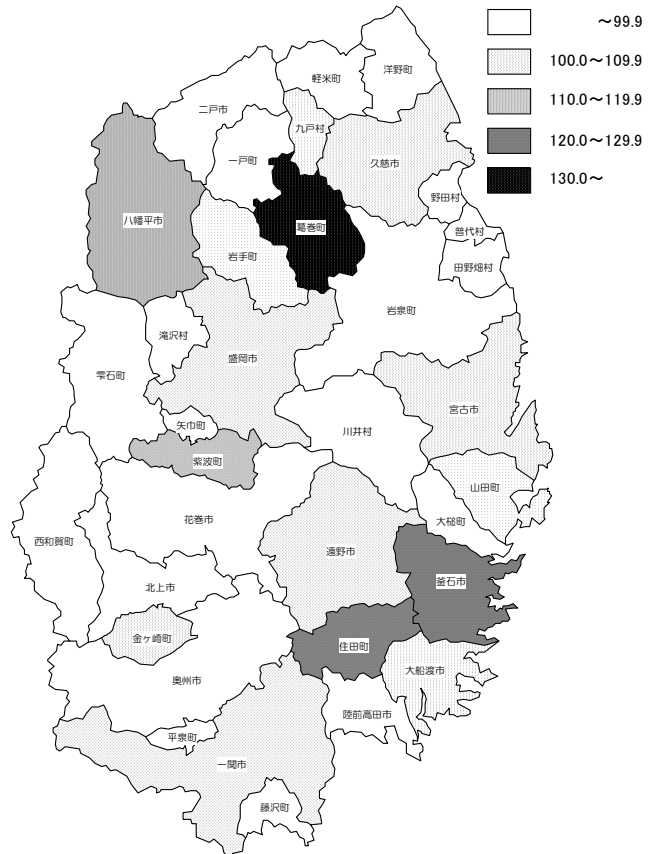 ～99.9
100.0～109.9
110.0～119.9
120.0～129.9
130.0～
洋野町
軽米町
二戸市
九戸村
一戸町
久慈市
野田村
八幡平市
葛巻町
普代村
岩手町
田野畑村
岩泉町
滝沢村
盛岡市
雫石町
宮古市
矢巾町
川井村
紫波町
山田町
花巻市
大槌町
西和賀町
遠野市
釜石市
北上市
金ヶ崎町
住田町
大船渡市
奥州市
陸前高田市
平泉町
一関市
藤沢町